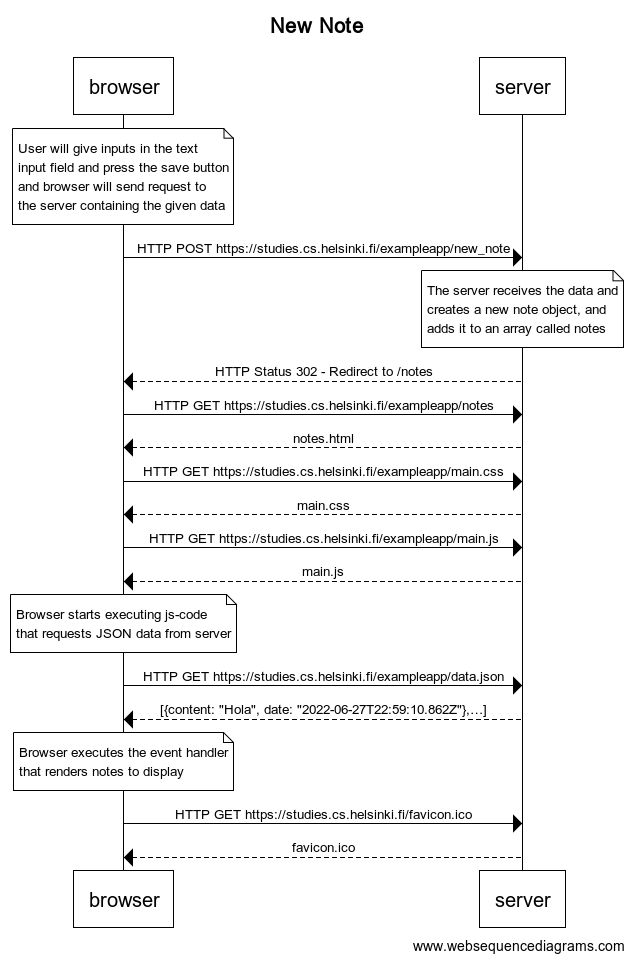 New Note
browser
server
User will give inputs in the text
input field and press the save button
and browser will send request to
the server containing the given data
HTTP POST https://studies.cs.helsinki.fi/exampleapp/new_note
The server receives the data and
creates a new note object, and
adds it to an array called notes
HTTP Status 302 - Redirect to /notes
HTTP GET https://studies.cs.helsinki.fi/exampleapp/notes
notes.html
HTTP GET https://studies.cs.helsinki.fi/exampleapp/main.css
main.css
HTTP GET https://studies.cs.helsinki.fi/exampleapp/main.js
main.js
Browser starts executing js-code
that requests JSON data from server
HTTP GET https://studies.cs.helsinki.fi/exampleapp/data.json
[{content: "Hola", date: "2022-06-27T22:59:10.862Z"},…]
Browser executes the event handler
that renders notes to display
HTTP GET https://studies.cs.helsinki.fi/favicon.ico
favicon.ico
browser
server
www.websequencediagrams.com